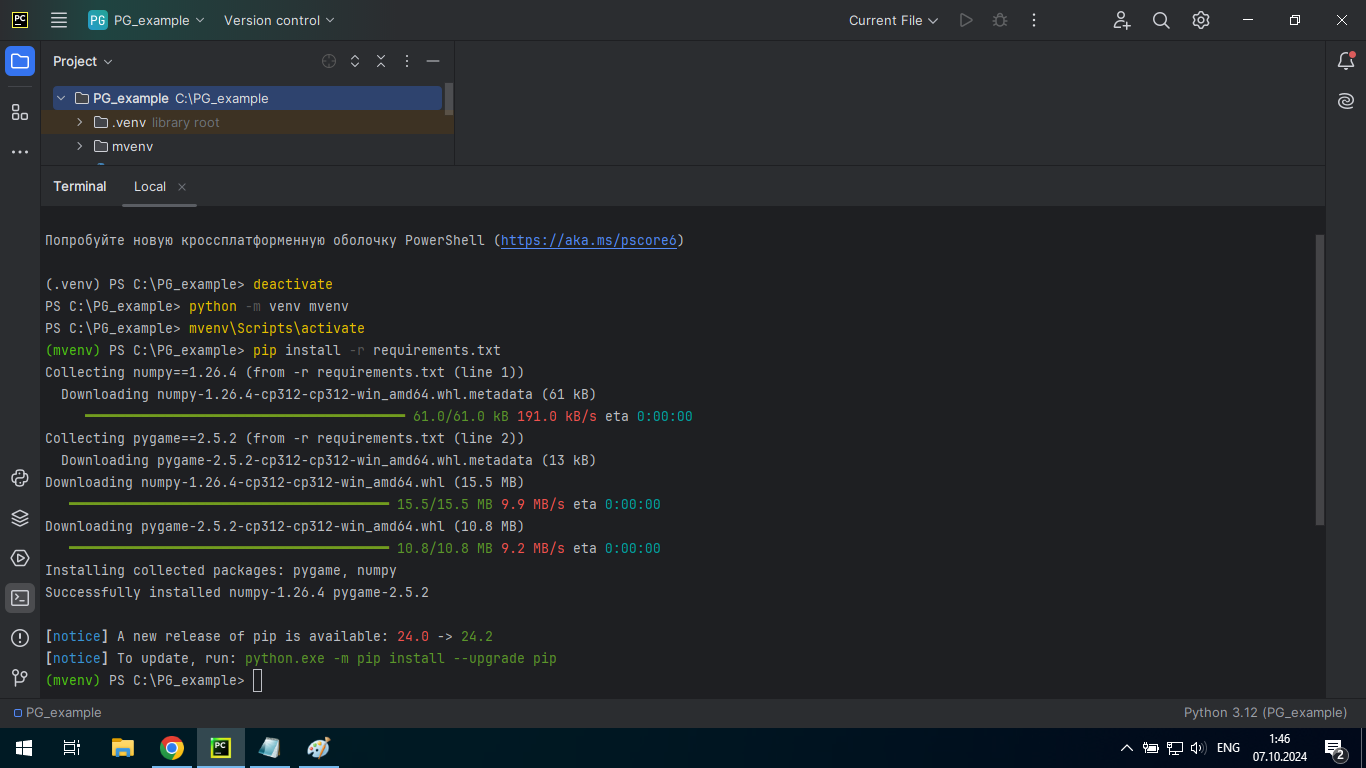 PC PG PG_example Version control Current File
Project
PG_example C:\PG_example
.venv library root
mvenv
Terminal Local
Попробуйте новую кроссплатформенную оболочку PowerShell (https://aka.ms/pscore6)
(.venv) PS C:\PG_example> deactivate
PS C:\PG_example> python -m venv mvenv
PS C:\PG_example> mvenv\Scripts\activate
(mvenv) PS C:\PG_example> pip install -r requirements.txt
Collecting numpy==1.26.4 (from -r requirements.txt (line 1))
Downloading numpy-1.26.4-cp312-cp312-win_amd64.whl.metadata (61 kB)
61.0/61.0 kB 191.0 kB/s eta 0:00:00
Collecting pygame==2.5.2 (from -r requirements.txt (line 2))
Downloading pygame-2.5.2-cp312-cp312-win_amd64.whl.metadata (13 kB)
Downloading numpy-1.26.4-cp312-cp312-win_amd64.whl (15.5 MB)
15.5/15.5 MB 9.9 MB/s eta 0:00:00
Downloading pygame-2.5.2-cp312-cp312-win_amd64.whl (10.8 MB)
10.8/10.8 MB 9.2 MB/s eta 0:00:00
Installing collected packages: pygame, numpy
Successfully installed numpy-1.26.4 pygame-2.5.2
[notice] A new release of pip is available: 24.0 -> 24.2
[notice] To update, run: python.exe -m pip install --upgrade pip
(mvenv) PS C:\PG_example>
PG_example Python 3.12 (PG_example)
PC ENG 1:46
07.10.2024 2